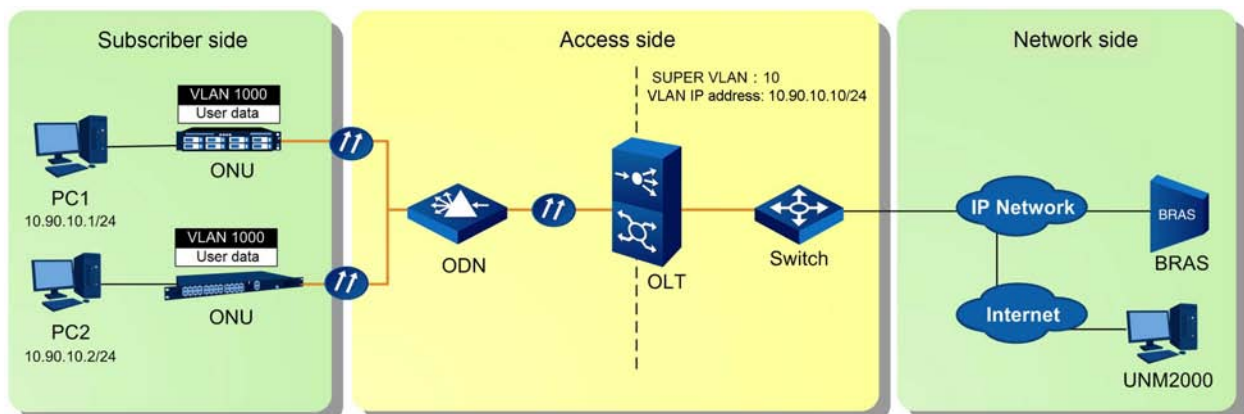 Subscriber side
Access side
Network side
SUPER VLAN : 10
VLAN IP address: 10.90.10.10/24
VLAN 1000
User data
ONU
PC1
10.90.10.1/24
VLAN 1000
User data
ONU
PC2
10.90.10.2/24
ODN
OLT
Switch
IP Network
BRAS
BRAS
Internet
UNM2000